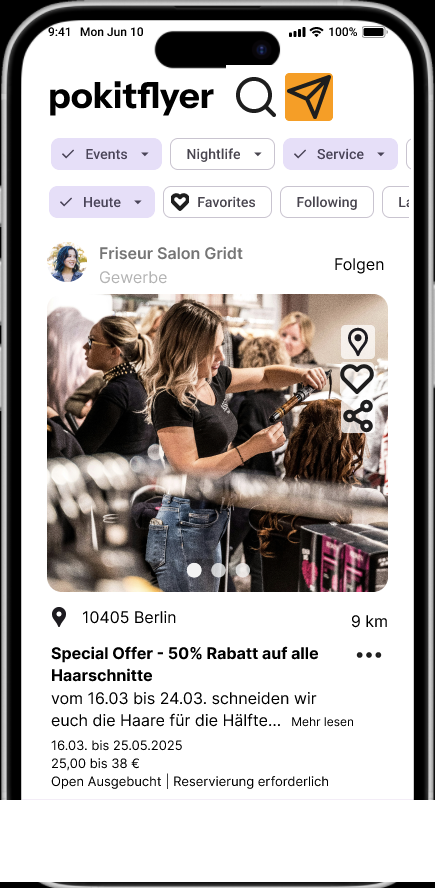 9:41 Mon Jun 10 100%
pokitflyer
Events Nightlife Service
Heute Favorites Following La
Friseur Salon Gridt
Gewerbe
Folgen
10405 Berlin
9 km
Special Offer - 50% Rabatt auf alle
Haarschnitte
vom 16.03 bis 24.03. schneiden wir
euch die Haare für die Hälfte... Mehr lesen
16.03. bis 25.05.2025
25,00 bis 38 €
Open Ausgebucht | Reservierung erforderlich